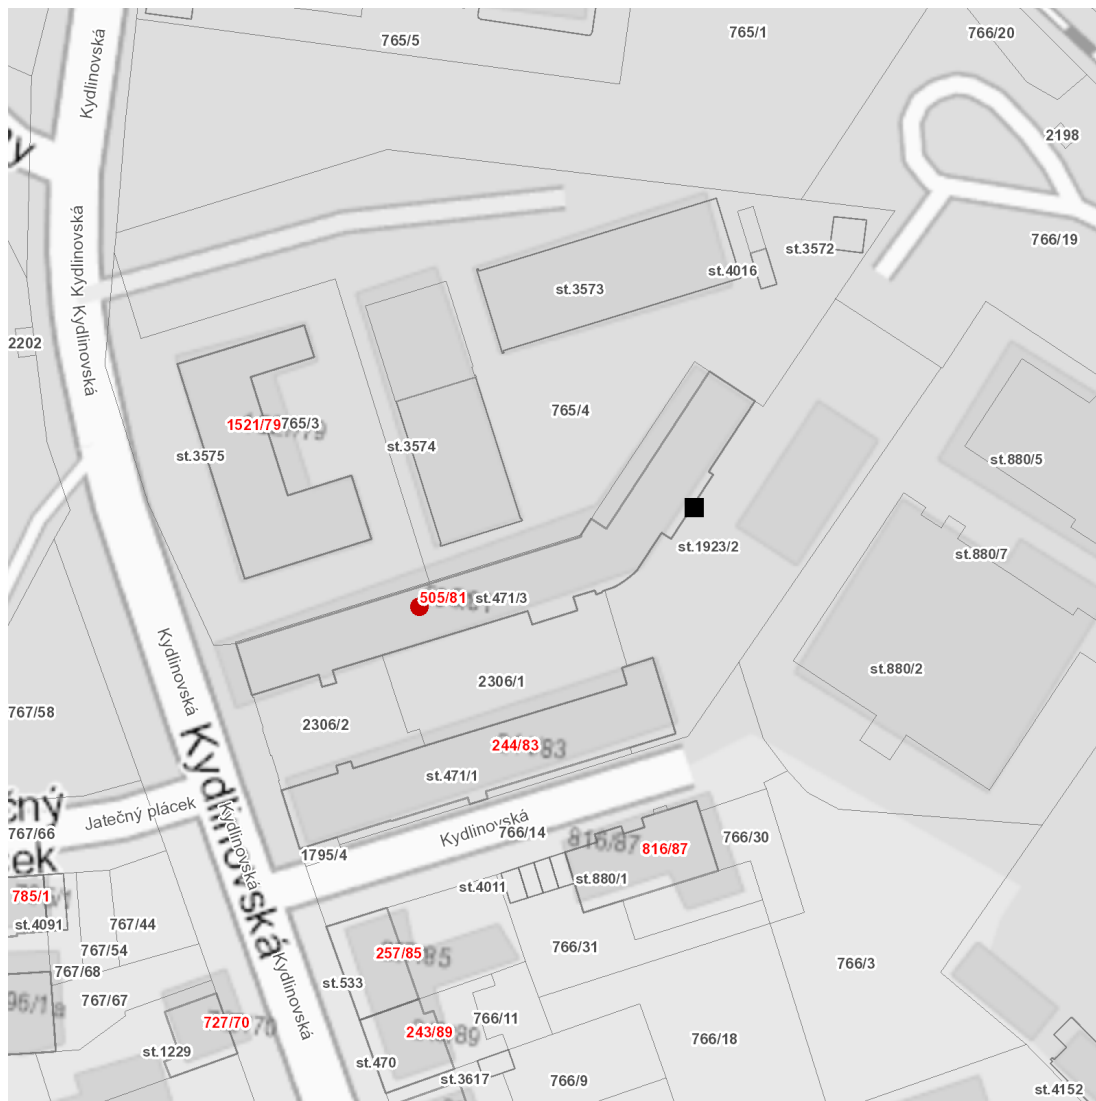 765/5
765/1
766/20
Kydlinovská
2198
Kydlinovská
766/19
st.3572
st.4016
st.3573
K
Kydlinovská
2202
765/4
1521/79
765/3
st.3574
st.3575
st.880/5
st.1923/2
st.880/7
505/81
st.471/3
Kydlinovská
st.880/2
2306/1
767/58
2306/2
244/83
Kydlinovská
st.471/1
Jatečný plácek
Kydlinovská
767/66
Kydlinovská
766/14
816/87
816/87
766/30
1795/4
st.880/1
st.4011
785/1
st.4091
767/44
767/54
767/68
767/67
257/85
766/31
766/3
st.533
Kydlinovská
727/70
766/11
243/89
766/18
st.1229
st.470
st.3617
766/9
st.4152